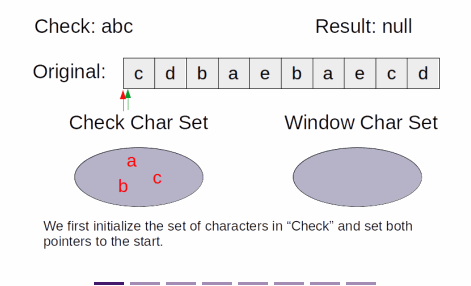 Check: abc Result: null
Original: c d b a e b a e c d
Check Char Set Window Char Set
a
c
b
We first initialize the set of characters in “Check” and set both
pointers to the start.